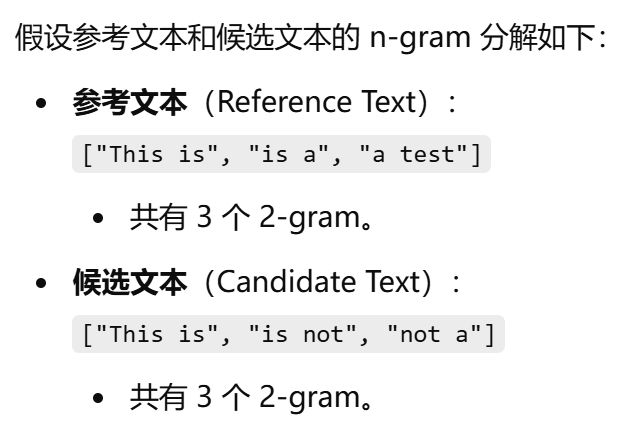 假设参考文本和候选文本的 n-gram 分解如下：
• 参考文本（Reference Text）:
["This is", "is a", "a test"]
• 共有 3 个 2-gram。
• 候选文本（Candidate Text）:
["This is", "is not", "not a"]
• 共有 3 个 2-gram。